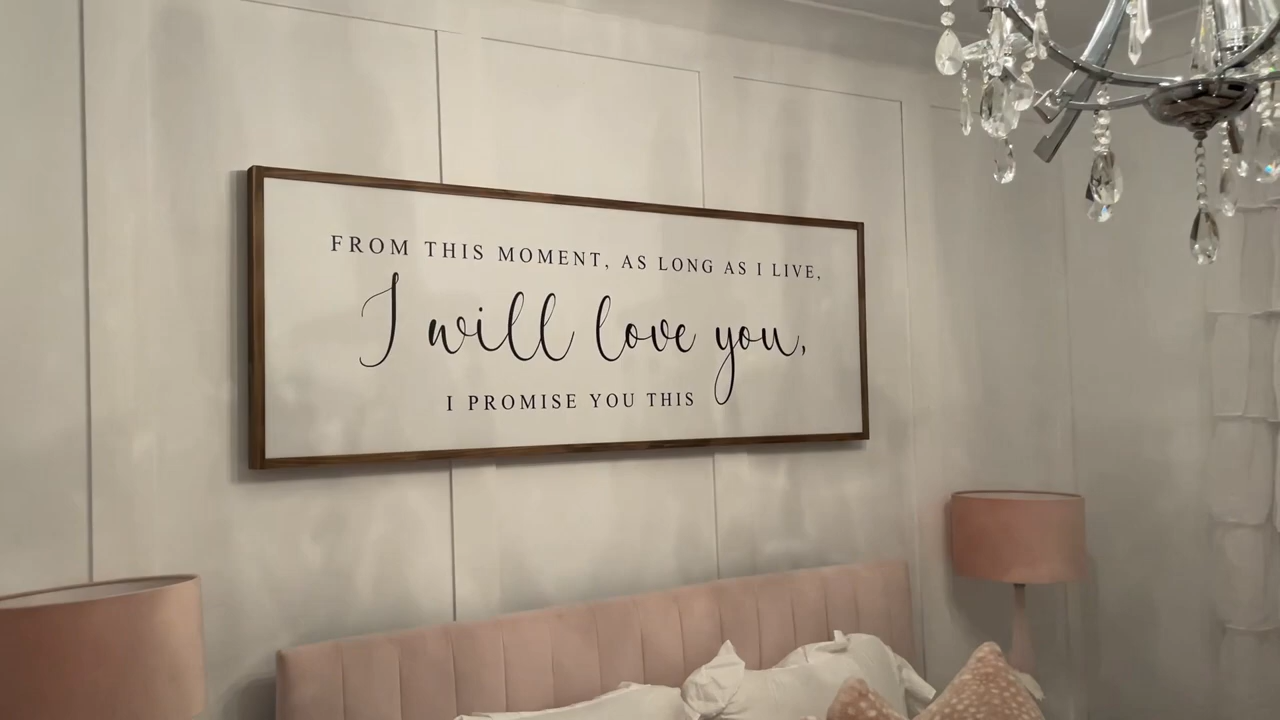 FROM THIS MOMENT, AS LONG AS I LIVE,
I will love you,
I PROMISE YOU THIS